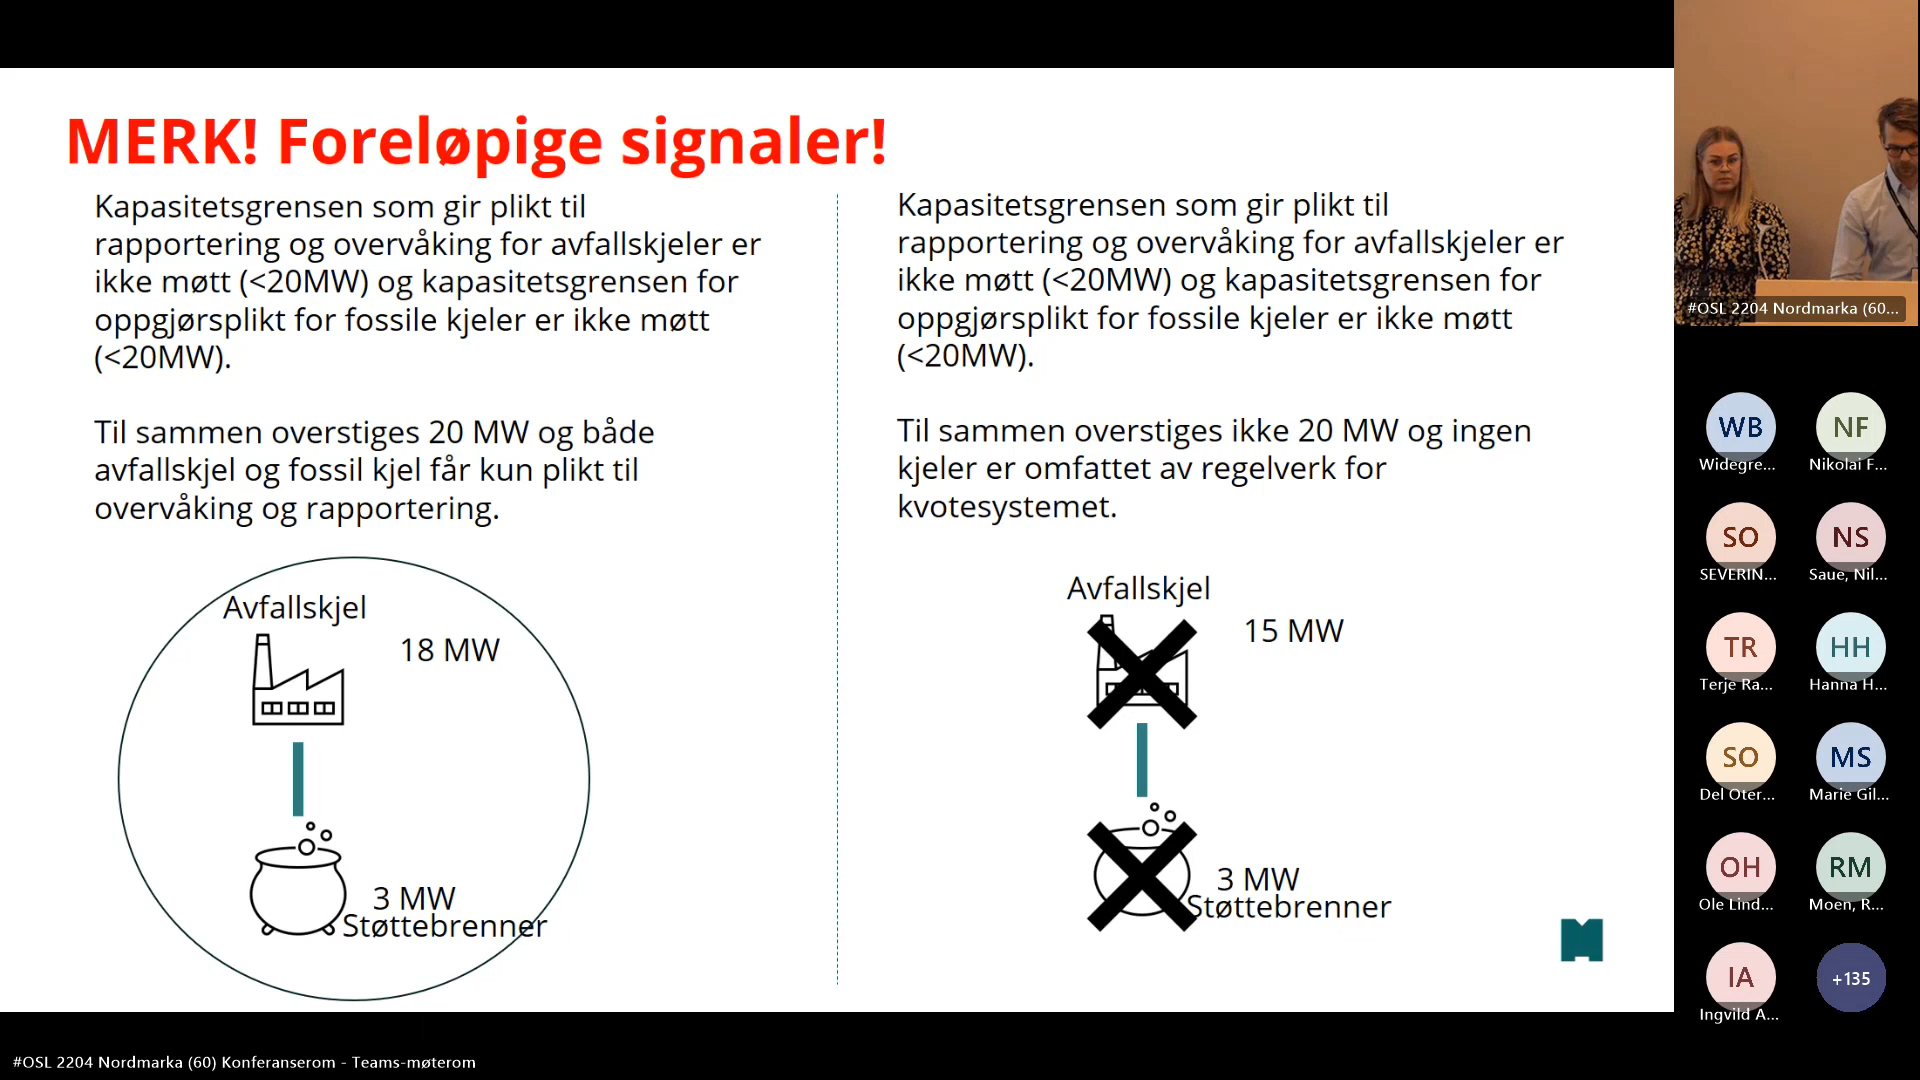 MERK! Foreløpige signaler!
Kapasitetsgrensen som gir plikt til
rapportering og overvåking for avfallskjeler er
ikke møtt (<20MW) og kapasitetsgrensen for
oppgjørsplikt for fossile kjeler er ikke møtt
(<20MW).
Til sammen overstiges 20 MW og både
avfallskjel og fossil kjel får kun plikt til
overvåking og rapportering.
Avfallskjel
18 MW
3 MW
Støttebrenner
Kapasitetsgrensen som gir plikt til
rapportering og overvåking for avfallskjeler er
ikke møtt (<20MW) og kapasitetsgrensen for
oppgjørsplikt for fossile kjeler er ikke møtt
(<20MW).
Til sammen overstiges ikke 20 MW og ingen
kjeler er omfattet av regelverk for
kvotesystemet.
Avfallskjel
15 MW
3 MW
Støttebrenner
#OSL 2204 Nordmarka (60...
WB
Widegre...
NF
Nikolai F...
SO
SEVERIN...
NS
Saue, Nil...
TR
Terje Ra...
HH
Hanna H...
SO
Del Oter...
MS
Marie Gil...
OH
Ole Lind...
RM
Moen, R...
IA
Ingvild A...
+135
#OSL 2204 Nordmarka (60) Konferanserom - Teams-møterom